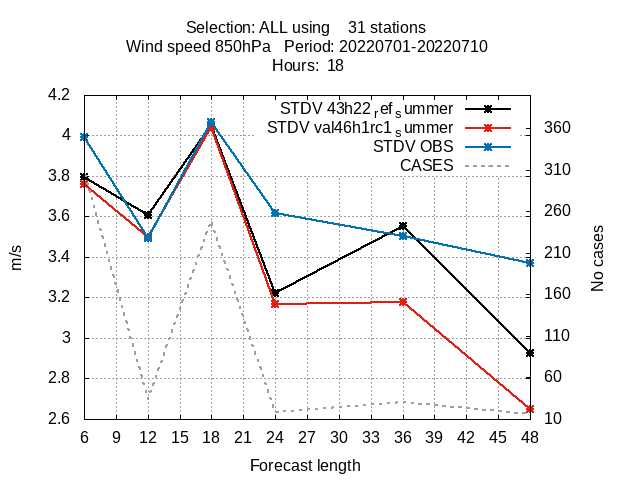 Selection: ALL using 31 stations
Wind speed 850hPa Period: 20220701-20220710
Hours: 18
STDV 43h22_ref_summer
STDV val46h1rc1_summer
STDV OBS
CASES
4.2
4
3.8
3.6
3.4
3.2
3
2.8
2.6
360
310
260
210
160
110
60
10
m/s
No cases
6 9 12 15 18 21 24 27 30 33 36 39 42 45 48
Forecast length